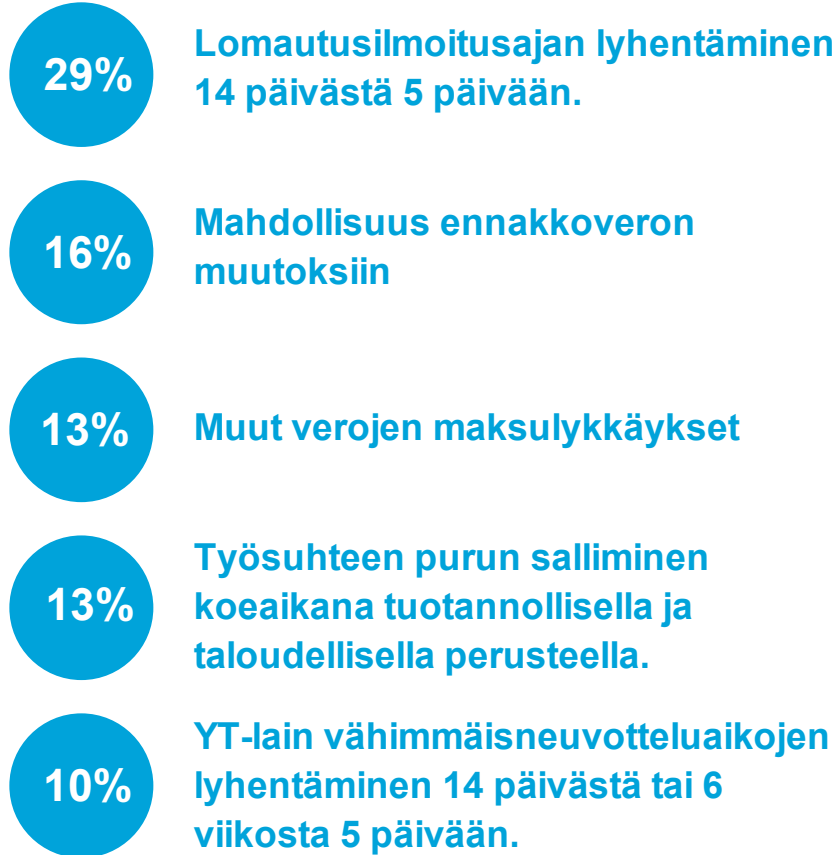 29%
Lomautusilmoitusajan lyhentäminen
14 päivästä 5 päivään.
16%
Mahdollisuus ennakkoveron
muutoksiin
13%
Muut verojen maksulykkäykset
13%
Työsuhteen purun salliminen
koeaikana tuotannollisella ja
taloudellisella perusteella.
10%
YT-lain vähimmäisneuvotteluaikojen
lyhentäminen 14 päivästä tai 6
viikosta 5 päivään.